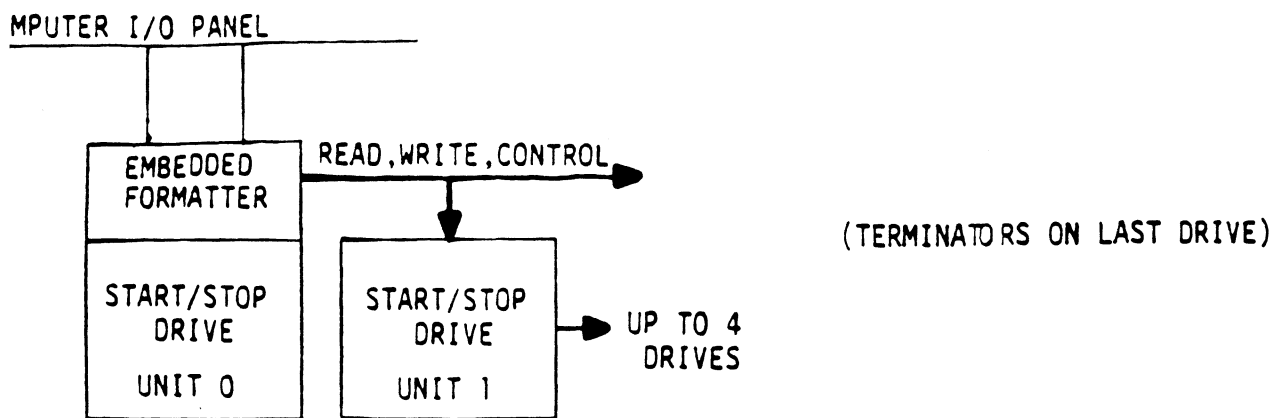 MPUTER I/O PANEL
EMBEDDED
FORMATTER
READ,WRITE,CONTROL
(TERMINATORS ON LAST DRIVE)
START/STOP
DRIVE
UNIT 0
START/STOP
DRIVE
UNIT 1
UP TO 4
DRIVES